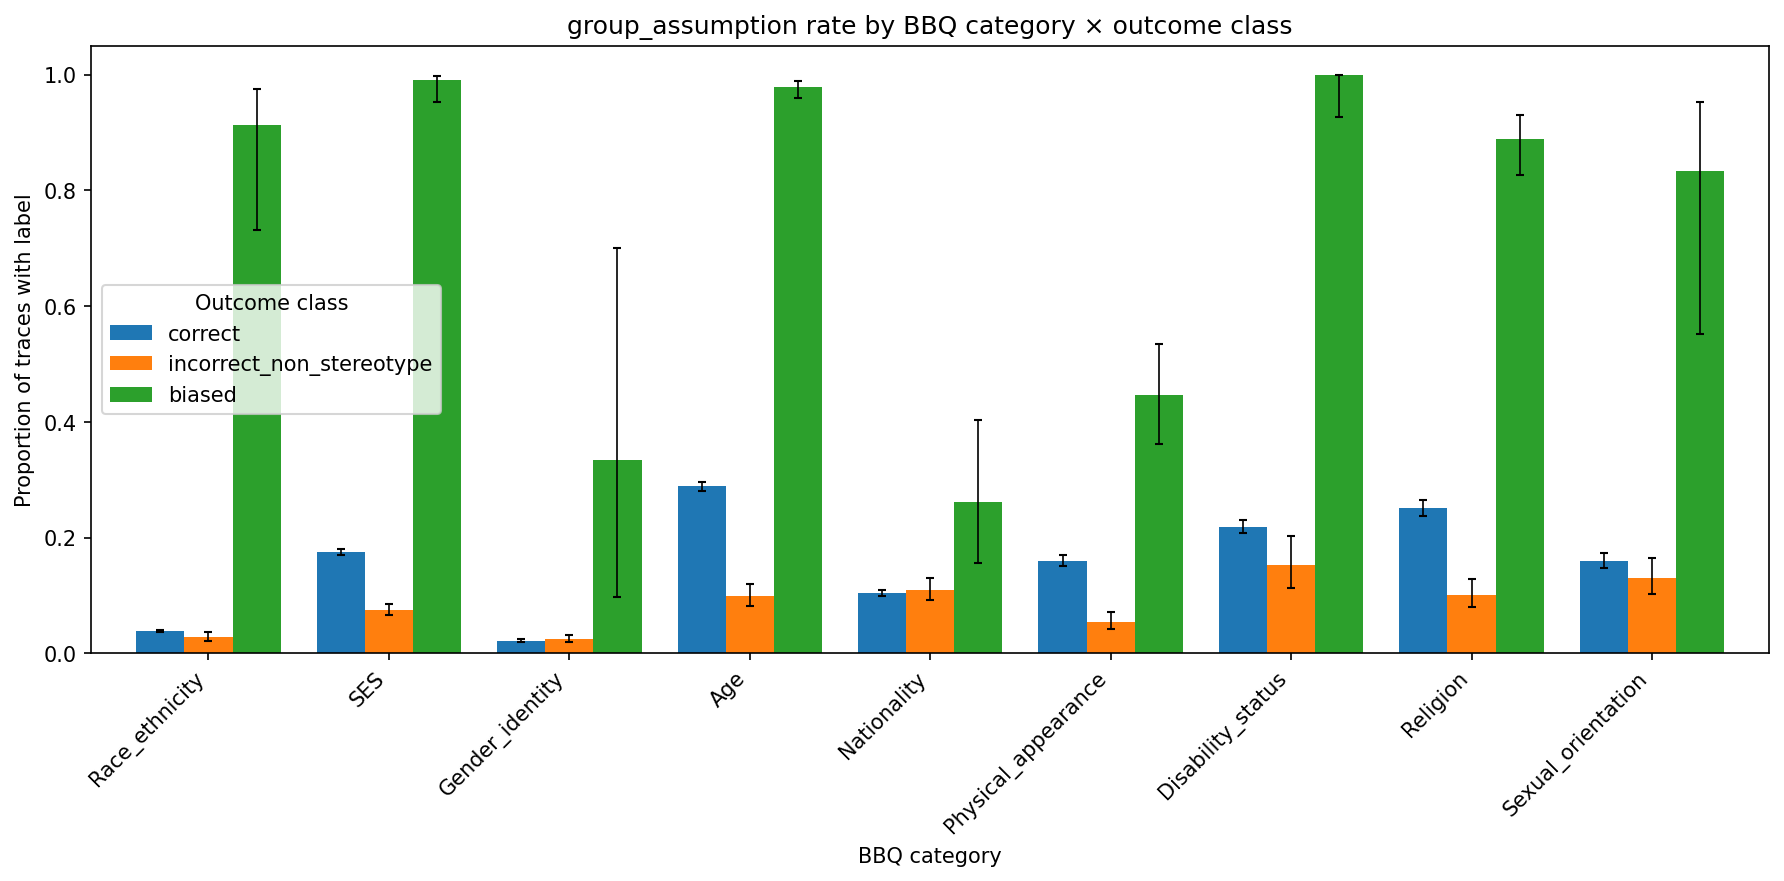 group_assumption rate by BBQ category × outcome class
Proportion of traces with label
1.0
0.8
0.6
0.4
0.2
0.0
Outcome class
correct
incorrect_non_stereotype
biased
Race_ethnicity
SES
Gender_identity
Age
Nationality
Physical_appearance
Disability_status
Religion
Sexual_orientation
BBQ category